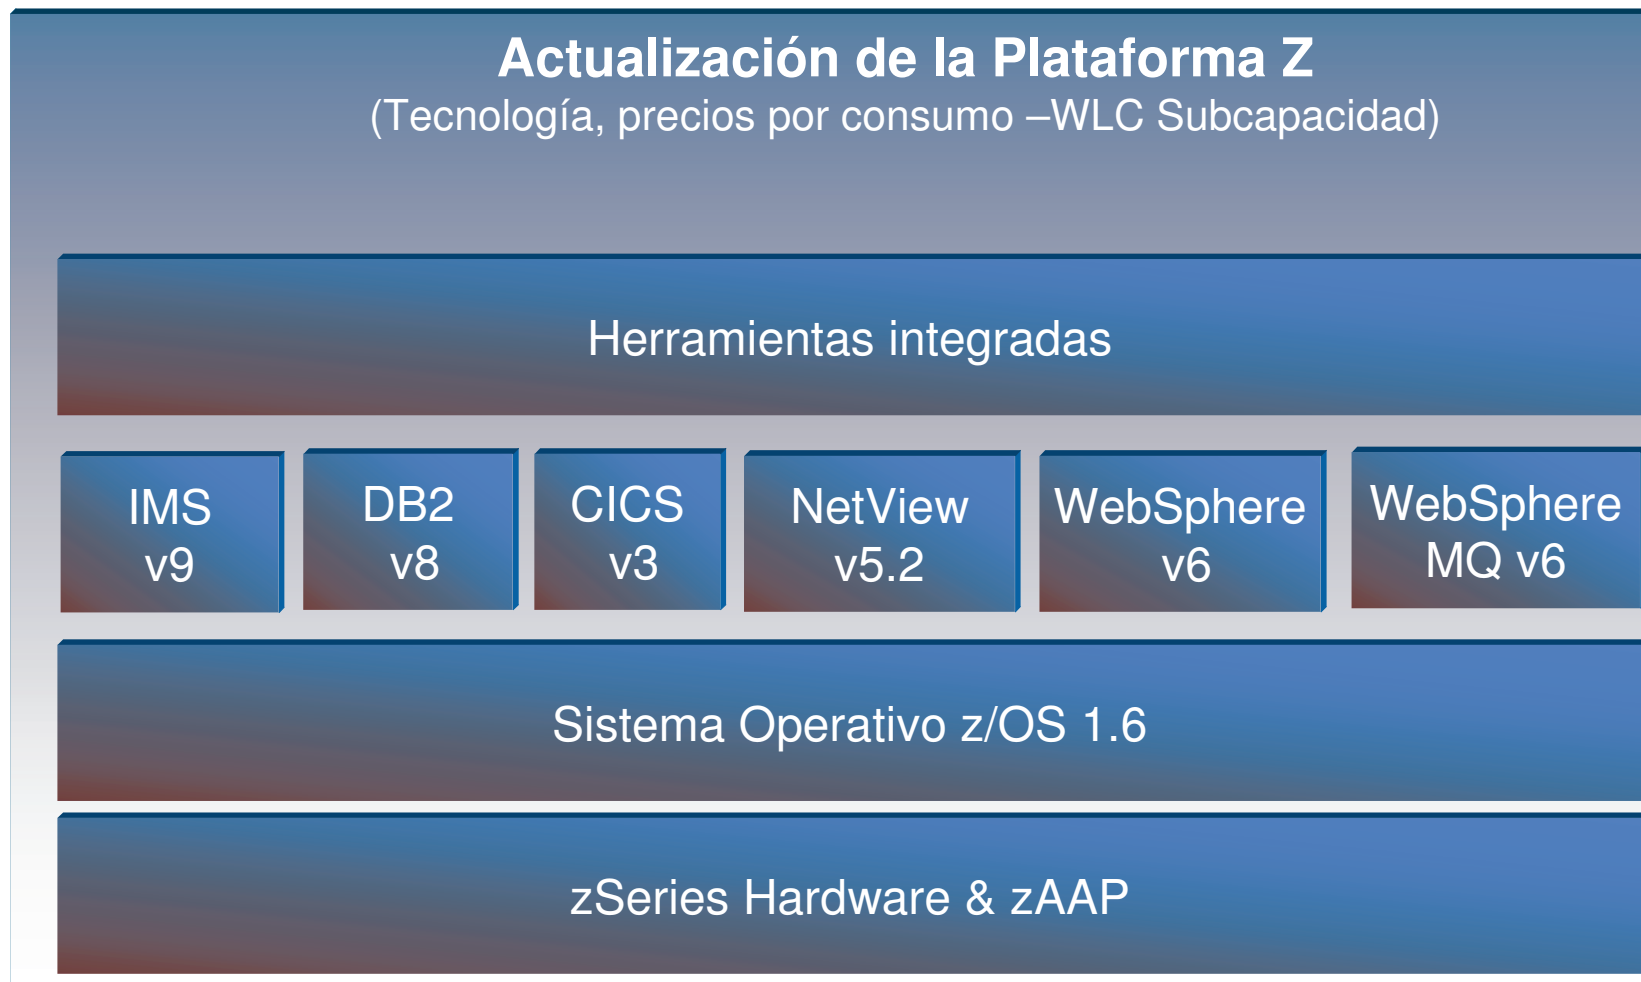 Actualización de la Plataforma Z
(Tecnología, precios por consumo –WLC Subcapacidad)
Herramientas integradas
IMS
v9
DB2
v8
CICS
v3
NetView
v5.2
WebSphere
v6
WebSphere
MQ v6
Sistema Operativo z/OS 1.6
zSeries Hardware & zAAP